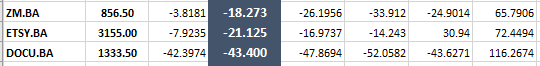 ZM.BA 856.50 -3.8181 -18.273 -26.1956 -33.912 -24.9014 65.7906
ETSY.BA 3155.00 -7.9235 -21.125 -16.9737 -14.243 30.94 72.4494
DOCU.BA 1333.50 -42.3974 -43.400 -47.8694 -52.0582 -43.6271 116.2674